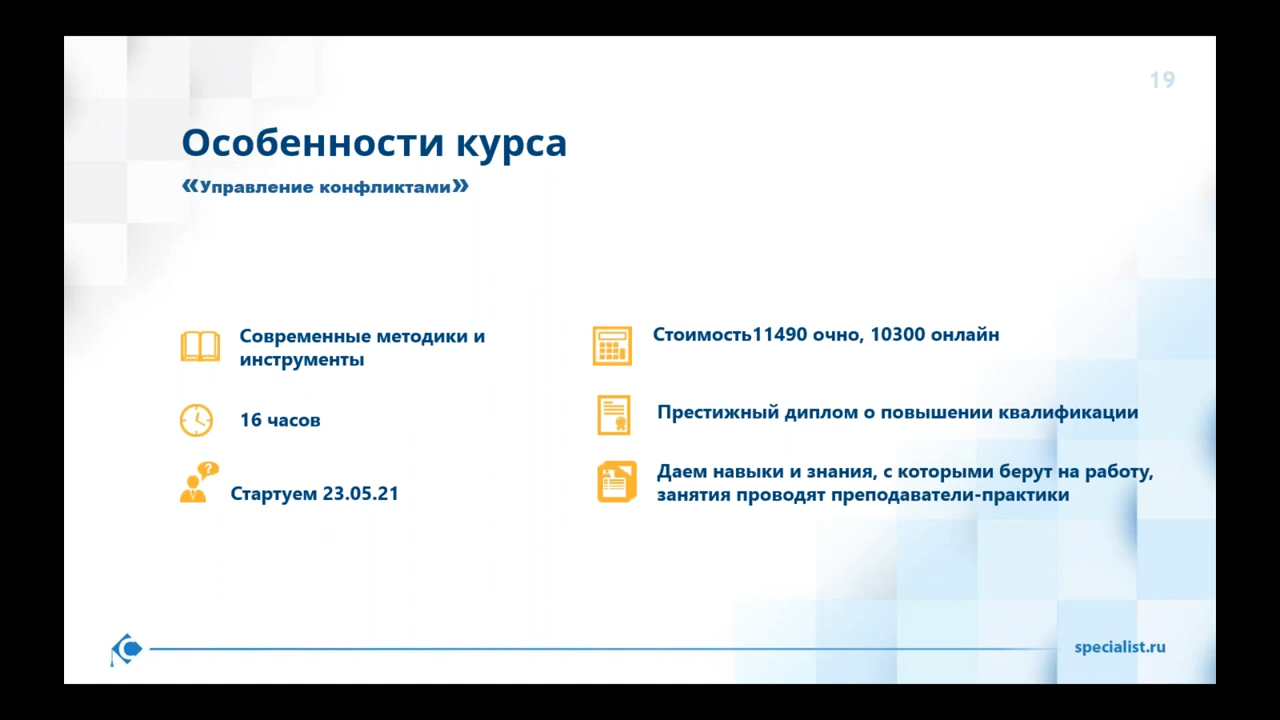 19
Особенности курса
«Управление конфликтами»
Современные методики и
инструменты
16 часов
Стартуем 23.05.21
Стоимость11490 очно, 10300 онлайн
Престижный диплом о повышении квалификации
Даем навыки и знания, с которыми берут на работу,
занятия проводят преподаватели-практики
specialist.ru